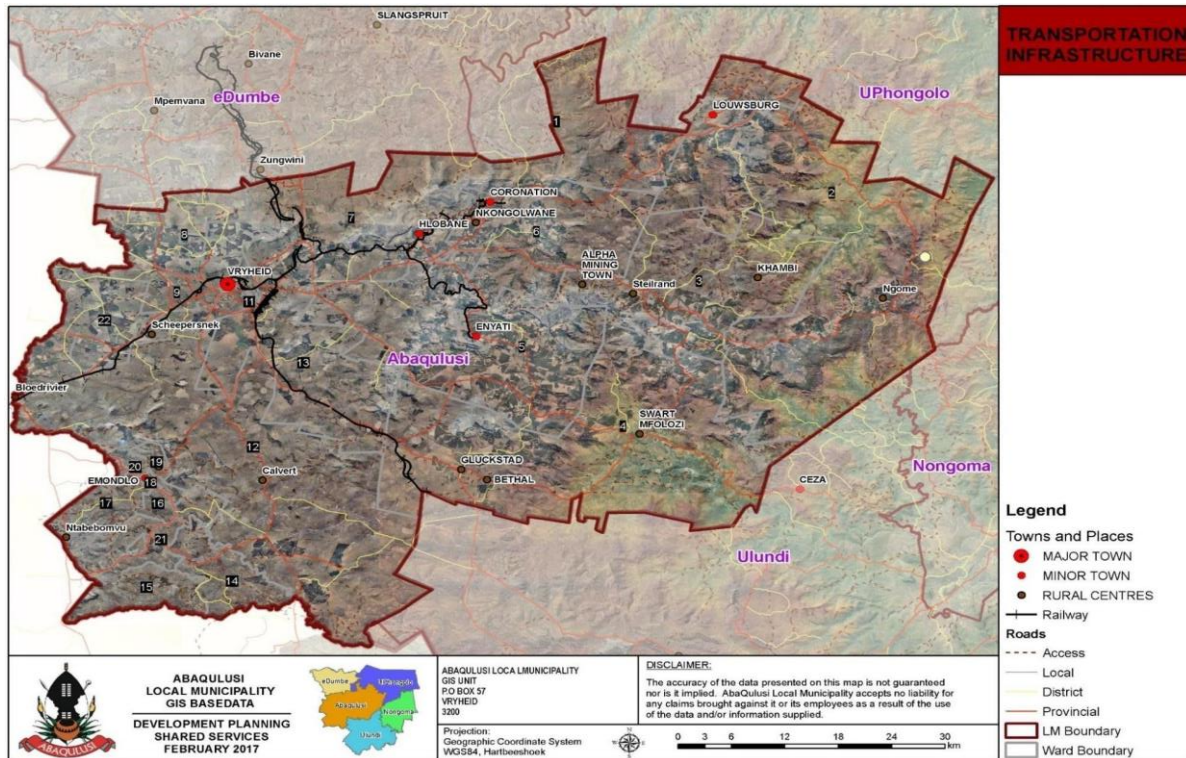 SLANGSPRUIT
Bivane
eDumbe
Mpemvana
UPhongolo
1
LOUWSBURG
Zungwini
2
CORONATION
NKONGOLWANE
7
HLOBANE
6
8
ALPHA
MINING
TOWN
Steilrand
3
KHAMBI
VRYHEID
9
11
Ngome
22
Scheepersnek
ENYATI
5
Abaqulusi
13
Bloedrivier
SWART
MFOLOZI
4
12
20
19
GLUCKSTAD
Nongoma
EMONDLO
18
Calvert
BETHAL
CEZA
17
16
Ntabebomvu
21
Ulundi
15
14
TRANSPORTATION
INFRASTRUCTURE
Legend
Towns and Places
MAJOR TOWN
MINOR TOWN
RURAL CENTRES
Railway
Roads
Access
Local
District
Provincial
LM Boundary
Ward Boundary
ABAQULUSI
ABAQULUSI
LOCAL MUNICIPALITY
GIS BASEDATA
DEVELOPMENT PLANNING
SHARED SERVICES
FEBRUARY 2017
eDumbe
UPhongolo
Abaqulusi
Nongoma
Ulundi
ABAQULUSI LOCA LMUNICIPALITY
GIS UNIT
P.O BOX 57
VRYHEID
3200
Projection:
Geographic Coordinate System
WGS84, Hartbeeshoek
DISCLAIMER:
The accuracy of the data presented on this map is not guaranteed
nor is it implied. AbaQulusi Local Municipality accepts no liability for
any claims brought against it or its employees as a result of the use
of the data and/or information supplied.
N
0 3 6 12 18 24 30
km